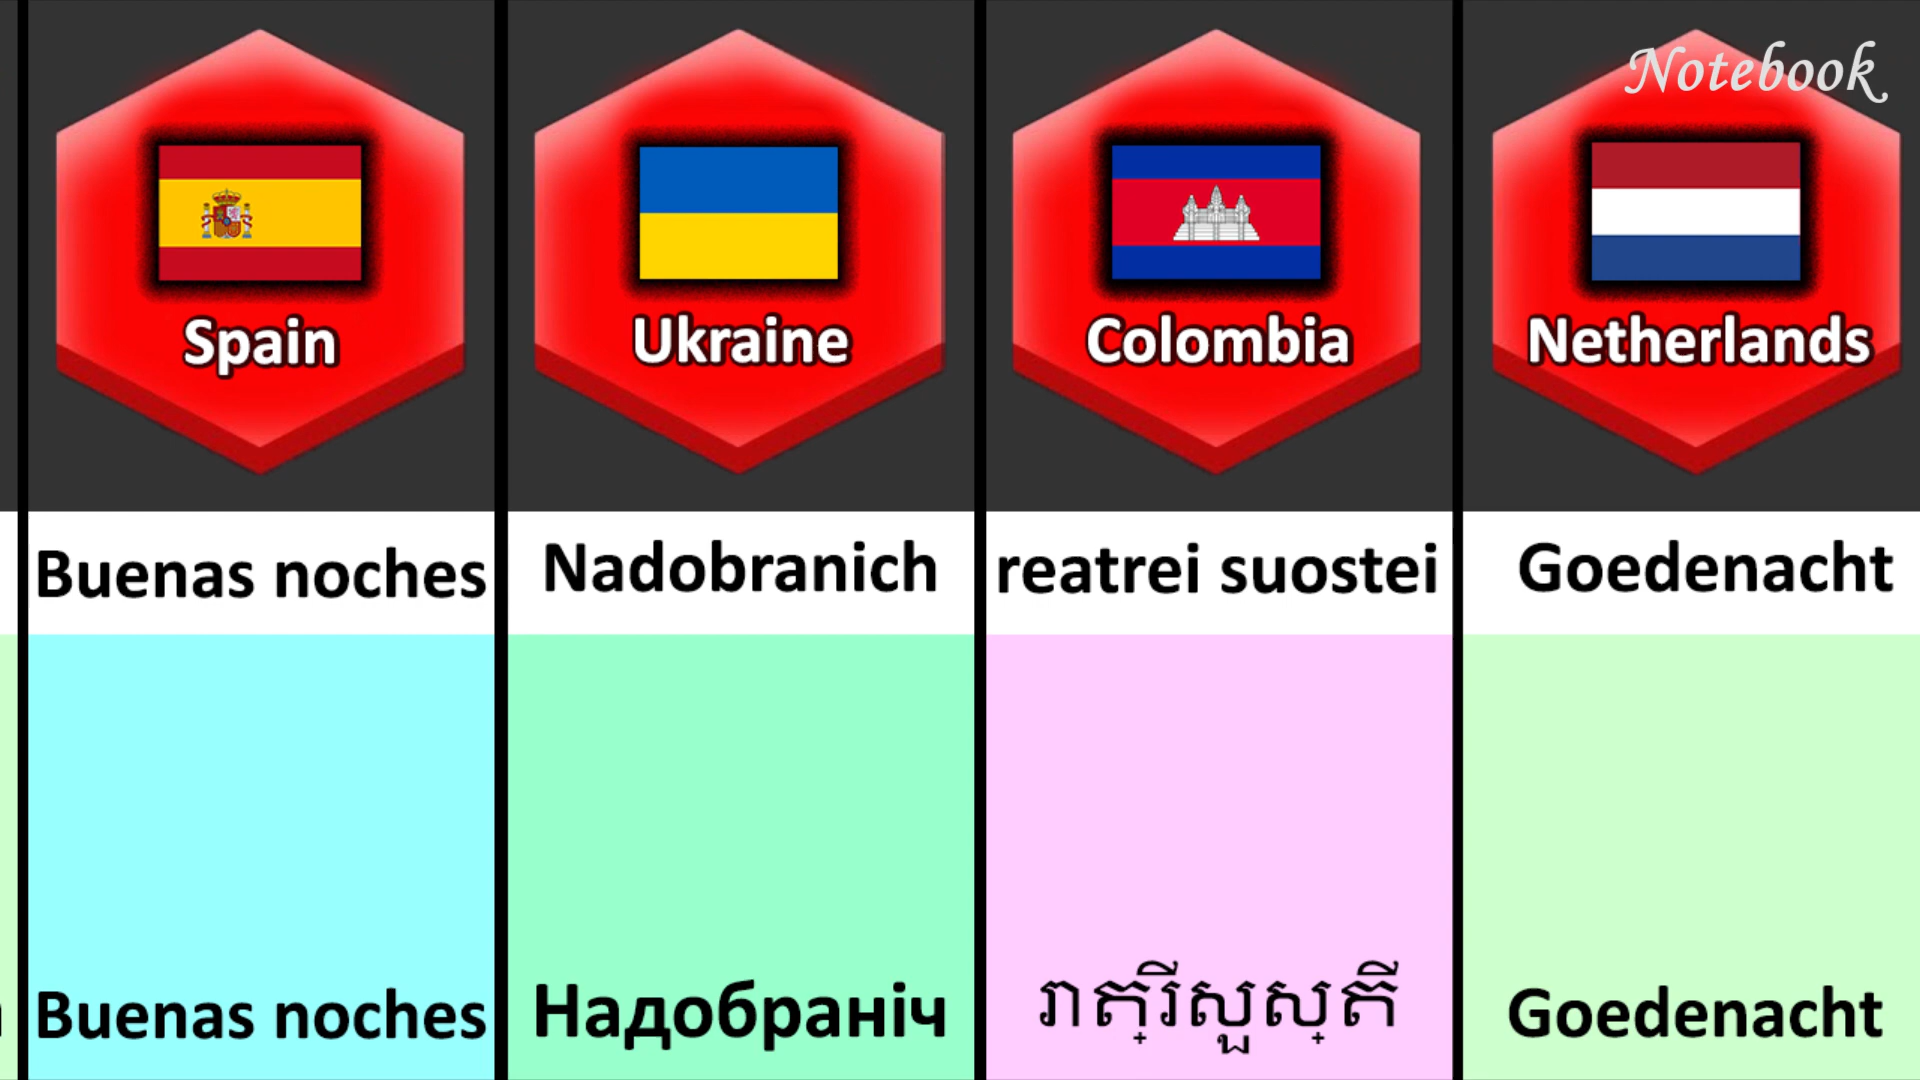 Notebook
Spain
Ukraine
Colombia
Netherlands
Buenas noches
Nadobranich
reatrei suostei
Goedenacht
Buenas noches
Надобраніч
រាត្រីសួស្តី
Goedenacht